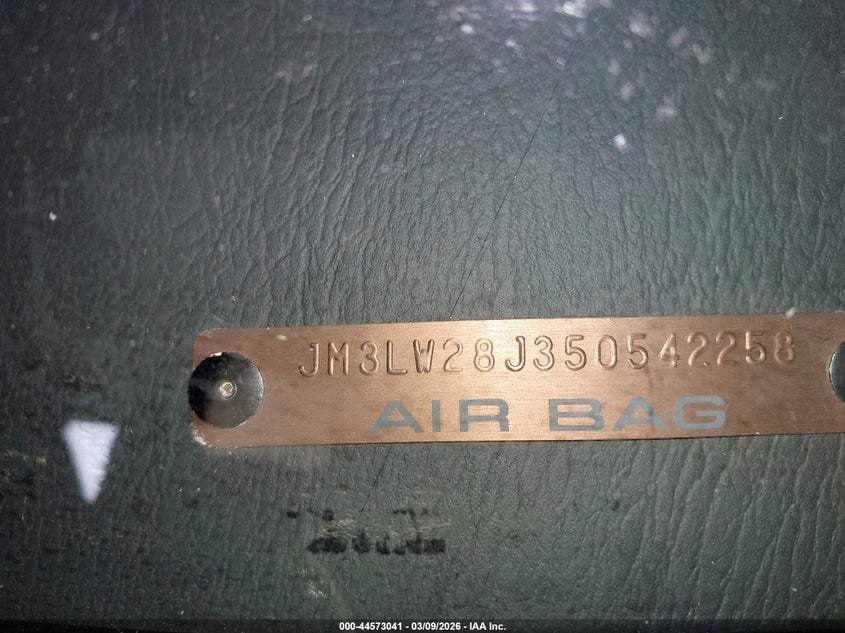 JM3LW28J350542258
AIR BAG
000-44573041 - 03/09/2026 - IAA Inc.